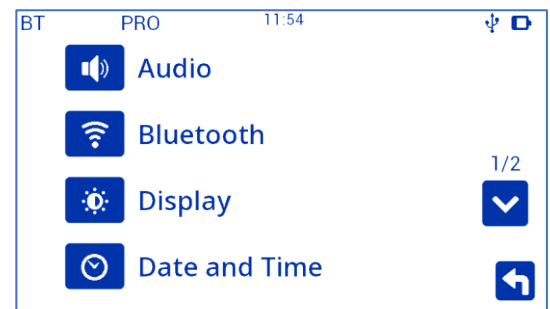 BT PRO 11:54
Audio
Bluetooth
1/2
Display
Date and Time